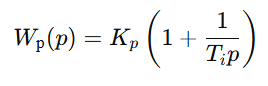 W_p(p) = K_p (1 + 1/(T_i p))